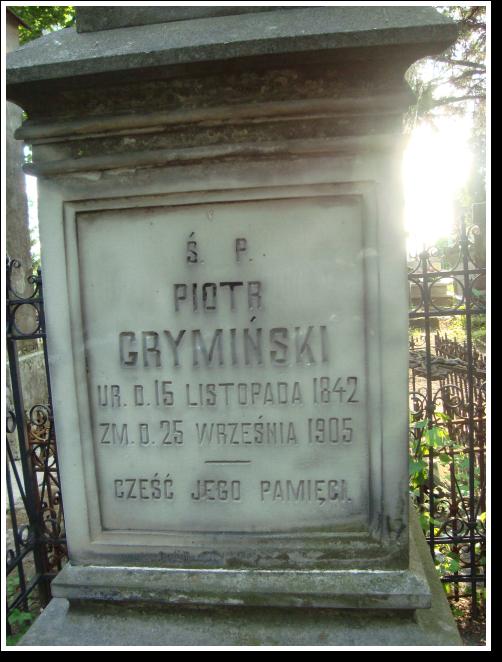 Ś. P.
PIOTR
GRYMIŃSKI
UR. D. 15 LISTOPADA 1842
ZM. D. 25 WRZEŚNIA 1905
CZEŚĆ JEGO PAMIĘCI.